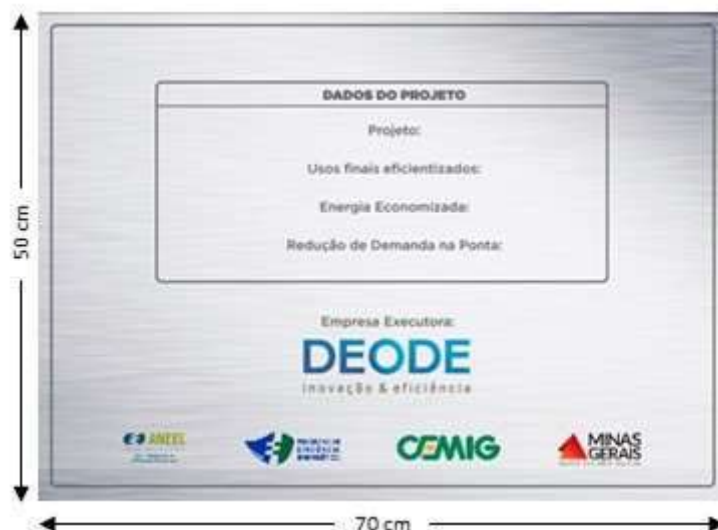 DADOS DO PROJETO
Projeto:
Usos finais eficientizados:
Energia Economizada:
Redução de Demanda na Ponta:
50 cm
Empresa Executora:
DEODE
inovação & eficiência
ANEEL
CEMIG
MINAS
GERAIS
70 cm